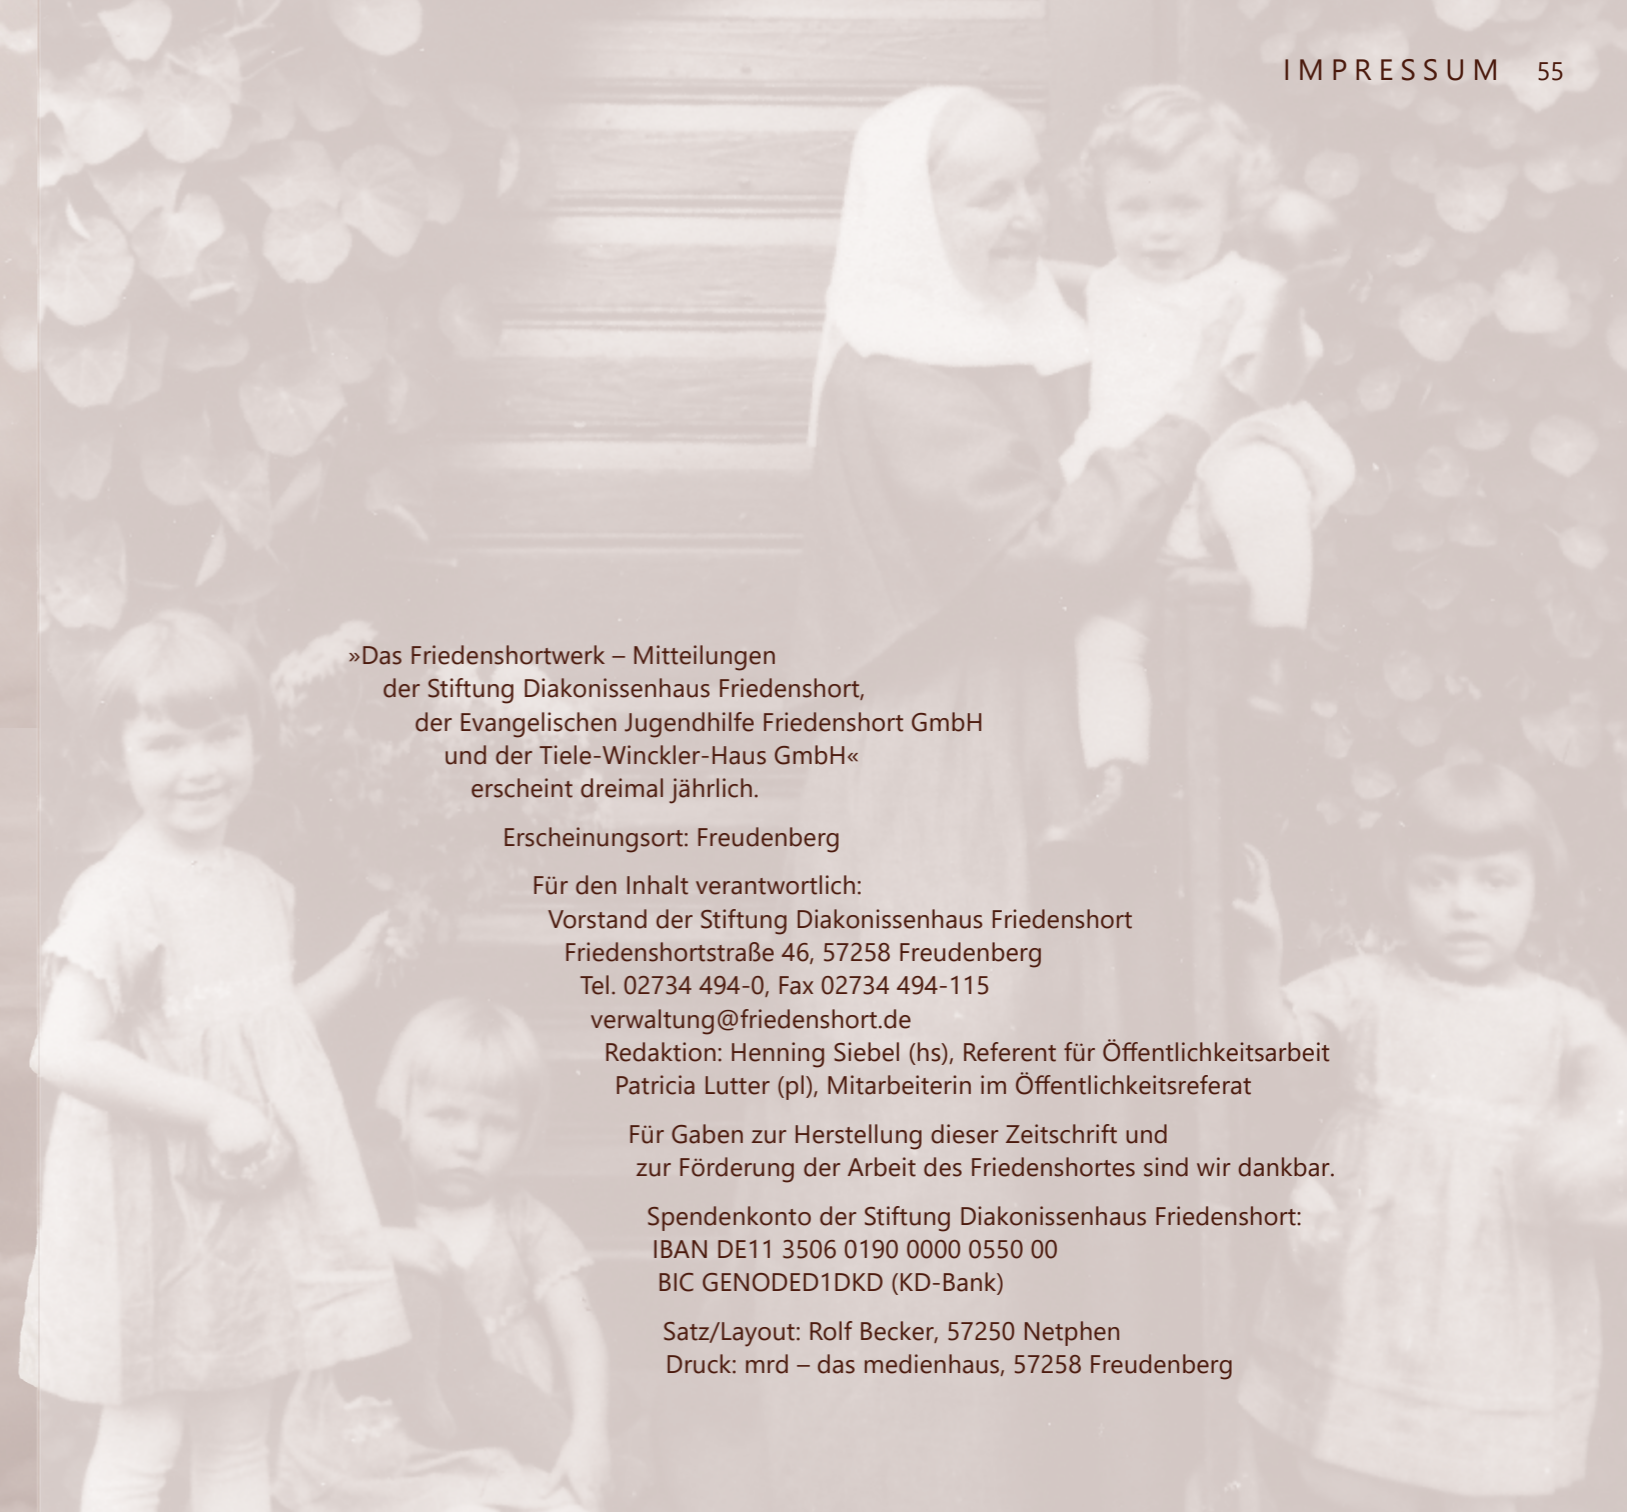 IMPRESSUM 55
»Das Friedenshortwerk – Mitteilungen
der Stiftung Diakonissenhaus Friedenshort,
der Evangelischen Jugendhilfe Friedenshort GmbH
und der Tiele-Winckler-Haus GmbH«
erscheint dreimal jährlich.
Erscheinungsort: Freudenberg
Für den Inhalt verantwortlich:
Vorstand der Stiftung Diakonissenhaus Friedenshort
Friedenshortstraße 46, 57258 Freudenberg
Tel. 02734 494-0, Fax 02734 494-115
verwaltung@friedenshort.de
Redaktion: Henning Siebel (hs), Referent für Öffentlichkeitsarbeit
Patricia Lutter (pl), Mitarbeiterin im Öffentlichkeitsreferat
Für Gaben zur Herstellung dieser Zeitschrift und
zur Förderung der Arbeit des Friedenshortes sind wir dankbar.
Spendenkonto der Stiftung Diakonissenhaus Friedenshort:
IBAN DE11 3506 0190 0000 0550 00
BIC GENODED1DKD (KD-Bank)
Satz/Layout: Rolf Becker, 57250 Netphen
Druck: mrd – das medienhaus, 57258 Freudenberg